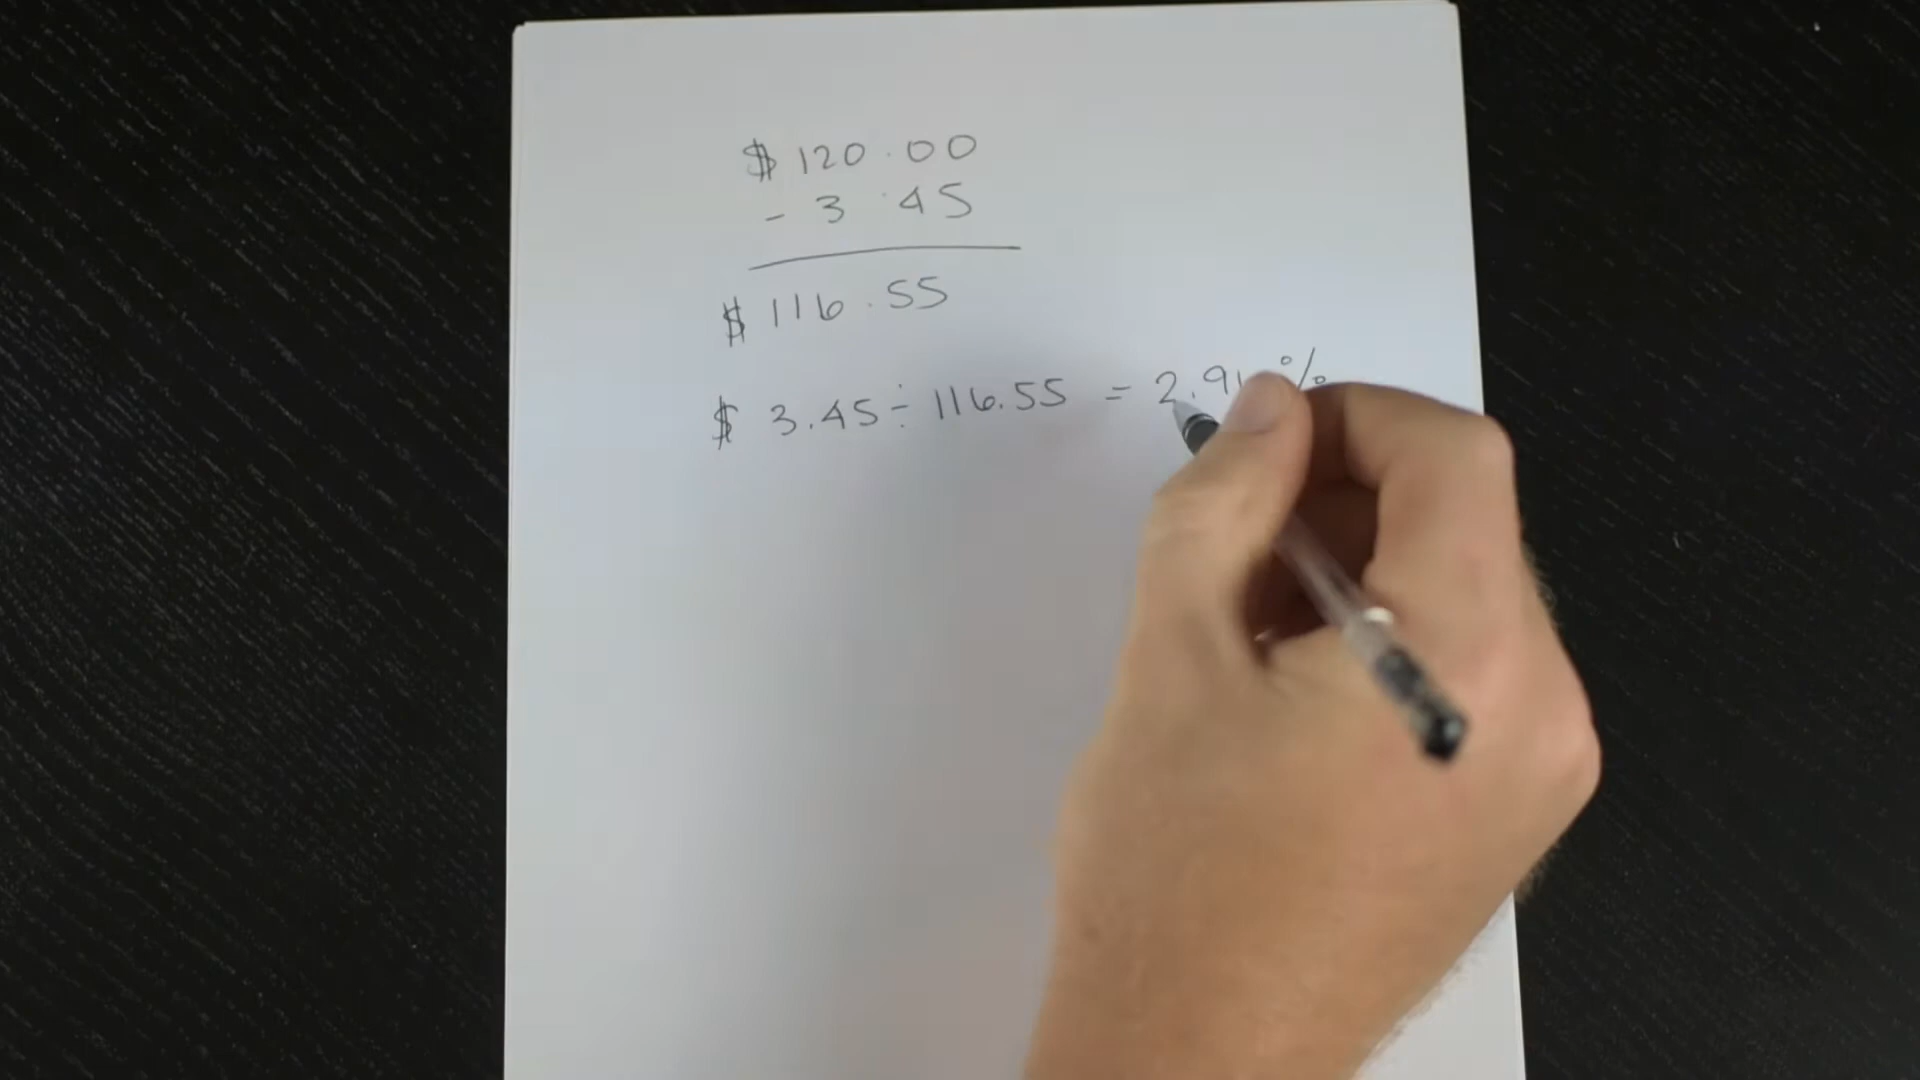 $ 120.00
- 3.45
$ 116.55
$ 3.45 ÷ 116.55 = 2.9 %